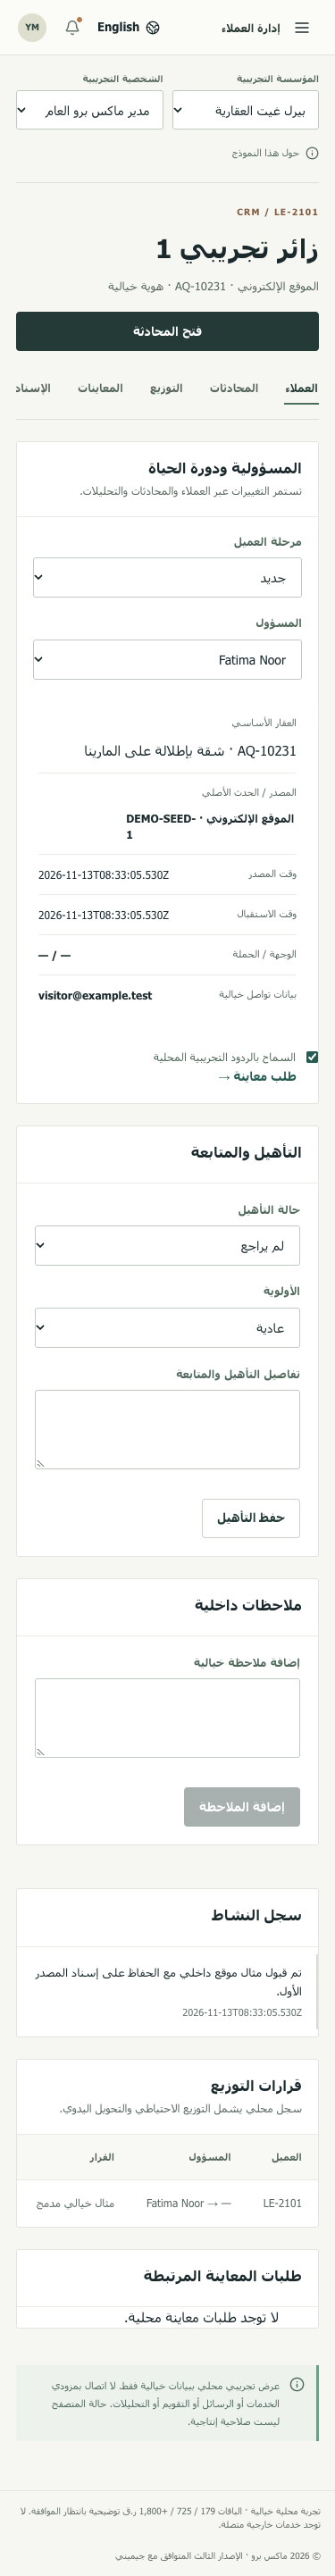 إدارة العملاء
English
YM
المؤسسة التجريبية
الشخصية التجريبية
بيرل غيت العقارية
مدير ماكس برو العام
حول هذا النموذج
CRM / LE-2101
زائر تجريبي 1
الموقع الإلكتروني · AQ-10231 · هوية خيالية
فتح المحادثة
العملاء
المحادثات
التوزيع
المعاينات
الإسناد
المسؤولية ودورة الحياة
تستمر التغييرات عبر العملاء والمحادثات والتحليلات.
مرحلة العميل
جديد
المسؤول
Fatima Noor
العقار الأساسي
AQ-10231 · شقة بإطلالة على المارينا
المصدر / الحدث الأصلي
الموقع الإلكتروني · DEMO-SEED-
1
وقت المصدر
2026-11-13T08:33:05.530Z
وقت الاستقبال
2026-11-13T08:33:05.530Z
الوجهة / الحملة
— / —
بيانات تواصل خيالية
visitor@example.test
السماح بالردود التجريبية المحلية
طلب معاينة →
التأهيل والمتابعة
حالة التأهيل
لم يراجع
الأولوية
عادية
تفاصيل التأهيل والمتابعة
حفظ التأهيل
ملاحظات داخلية
إضافة ملاحظة خيالية
إضافة الملاحظة
سجل النشاط
تم قبول مثال موقع داخلي مع الحفاظ على إسناد المصدر
الأول.
2026-11-13T08:33:05.530Z
قرارات التوزيع
سجل محلي يشمل التوزيع الاحتياطي والتحويل اليدوي.
العميل
المسؤول
القرار
LE-2101
— → Fatima Noor
مثال خيالي مدمج
طلبات المعاينة المرتبطة
لا توجد طلبات معاينة محلية.
عرض تجريبي محلي ببيانات خيالية فقط. لا اتصال بمزودي
الخدمات أو الرسائل أو التقويم أو التحليلات. حالة المتصفح
ليست صلاحية إنتاجية.
تجربة محلية خيالية · الباقات 179 / 725 / +1,800 ر.ق توضيحية بانتظار الموافقة. لا
توجد خدمات خارجية متصلة.
© 2026 ماكس برو · الإصدار الثالث المتوافق مع جيميني